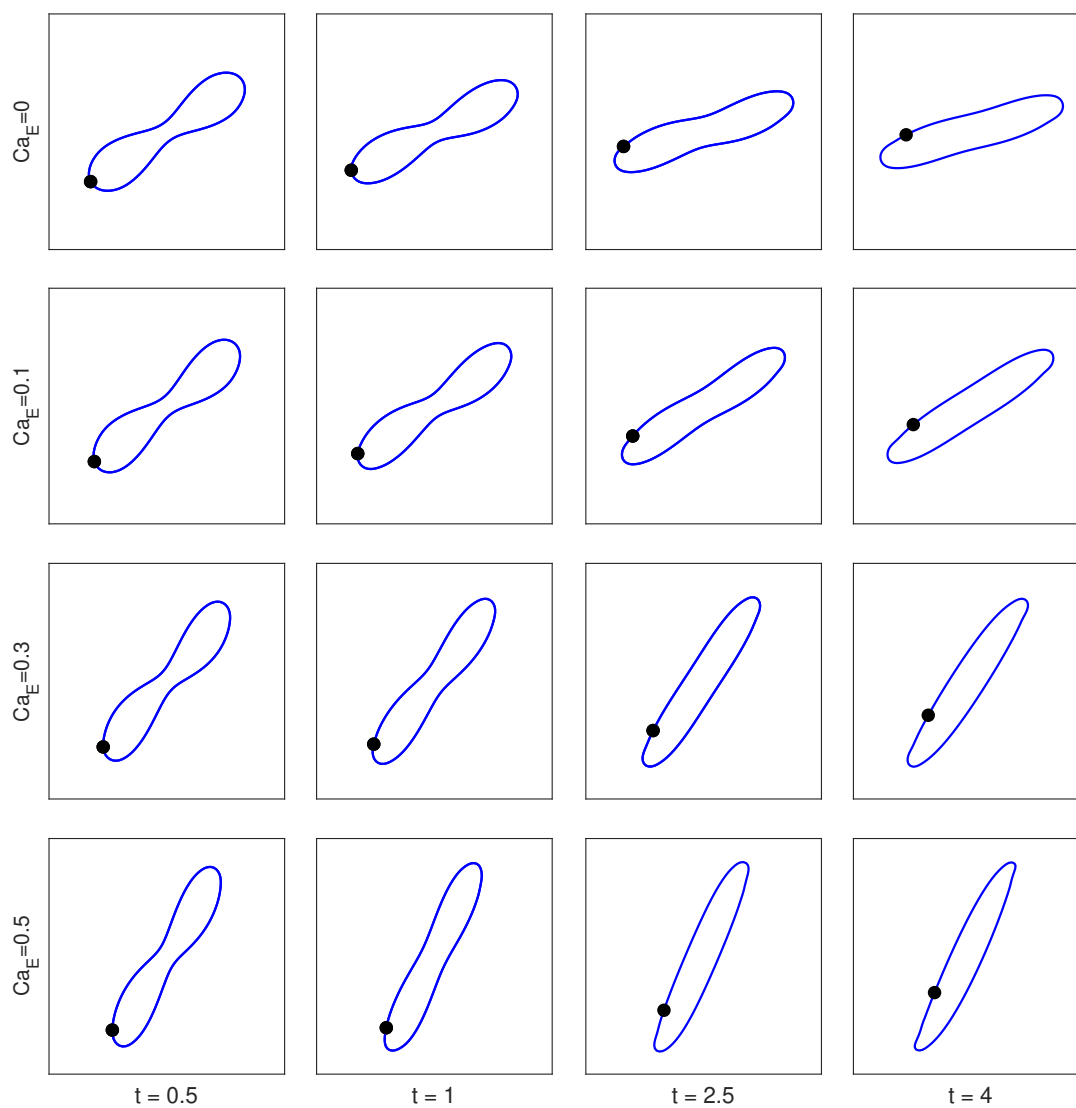 Ca_E=0
Ca_E=0.1
Ca_E=0.3
Ca_E=0.5
t = 0.5
t = 1
t = 2.5
t = 4